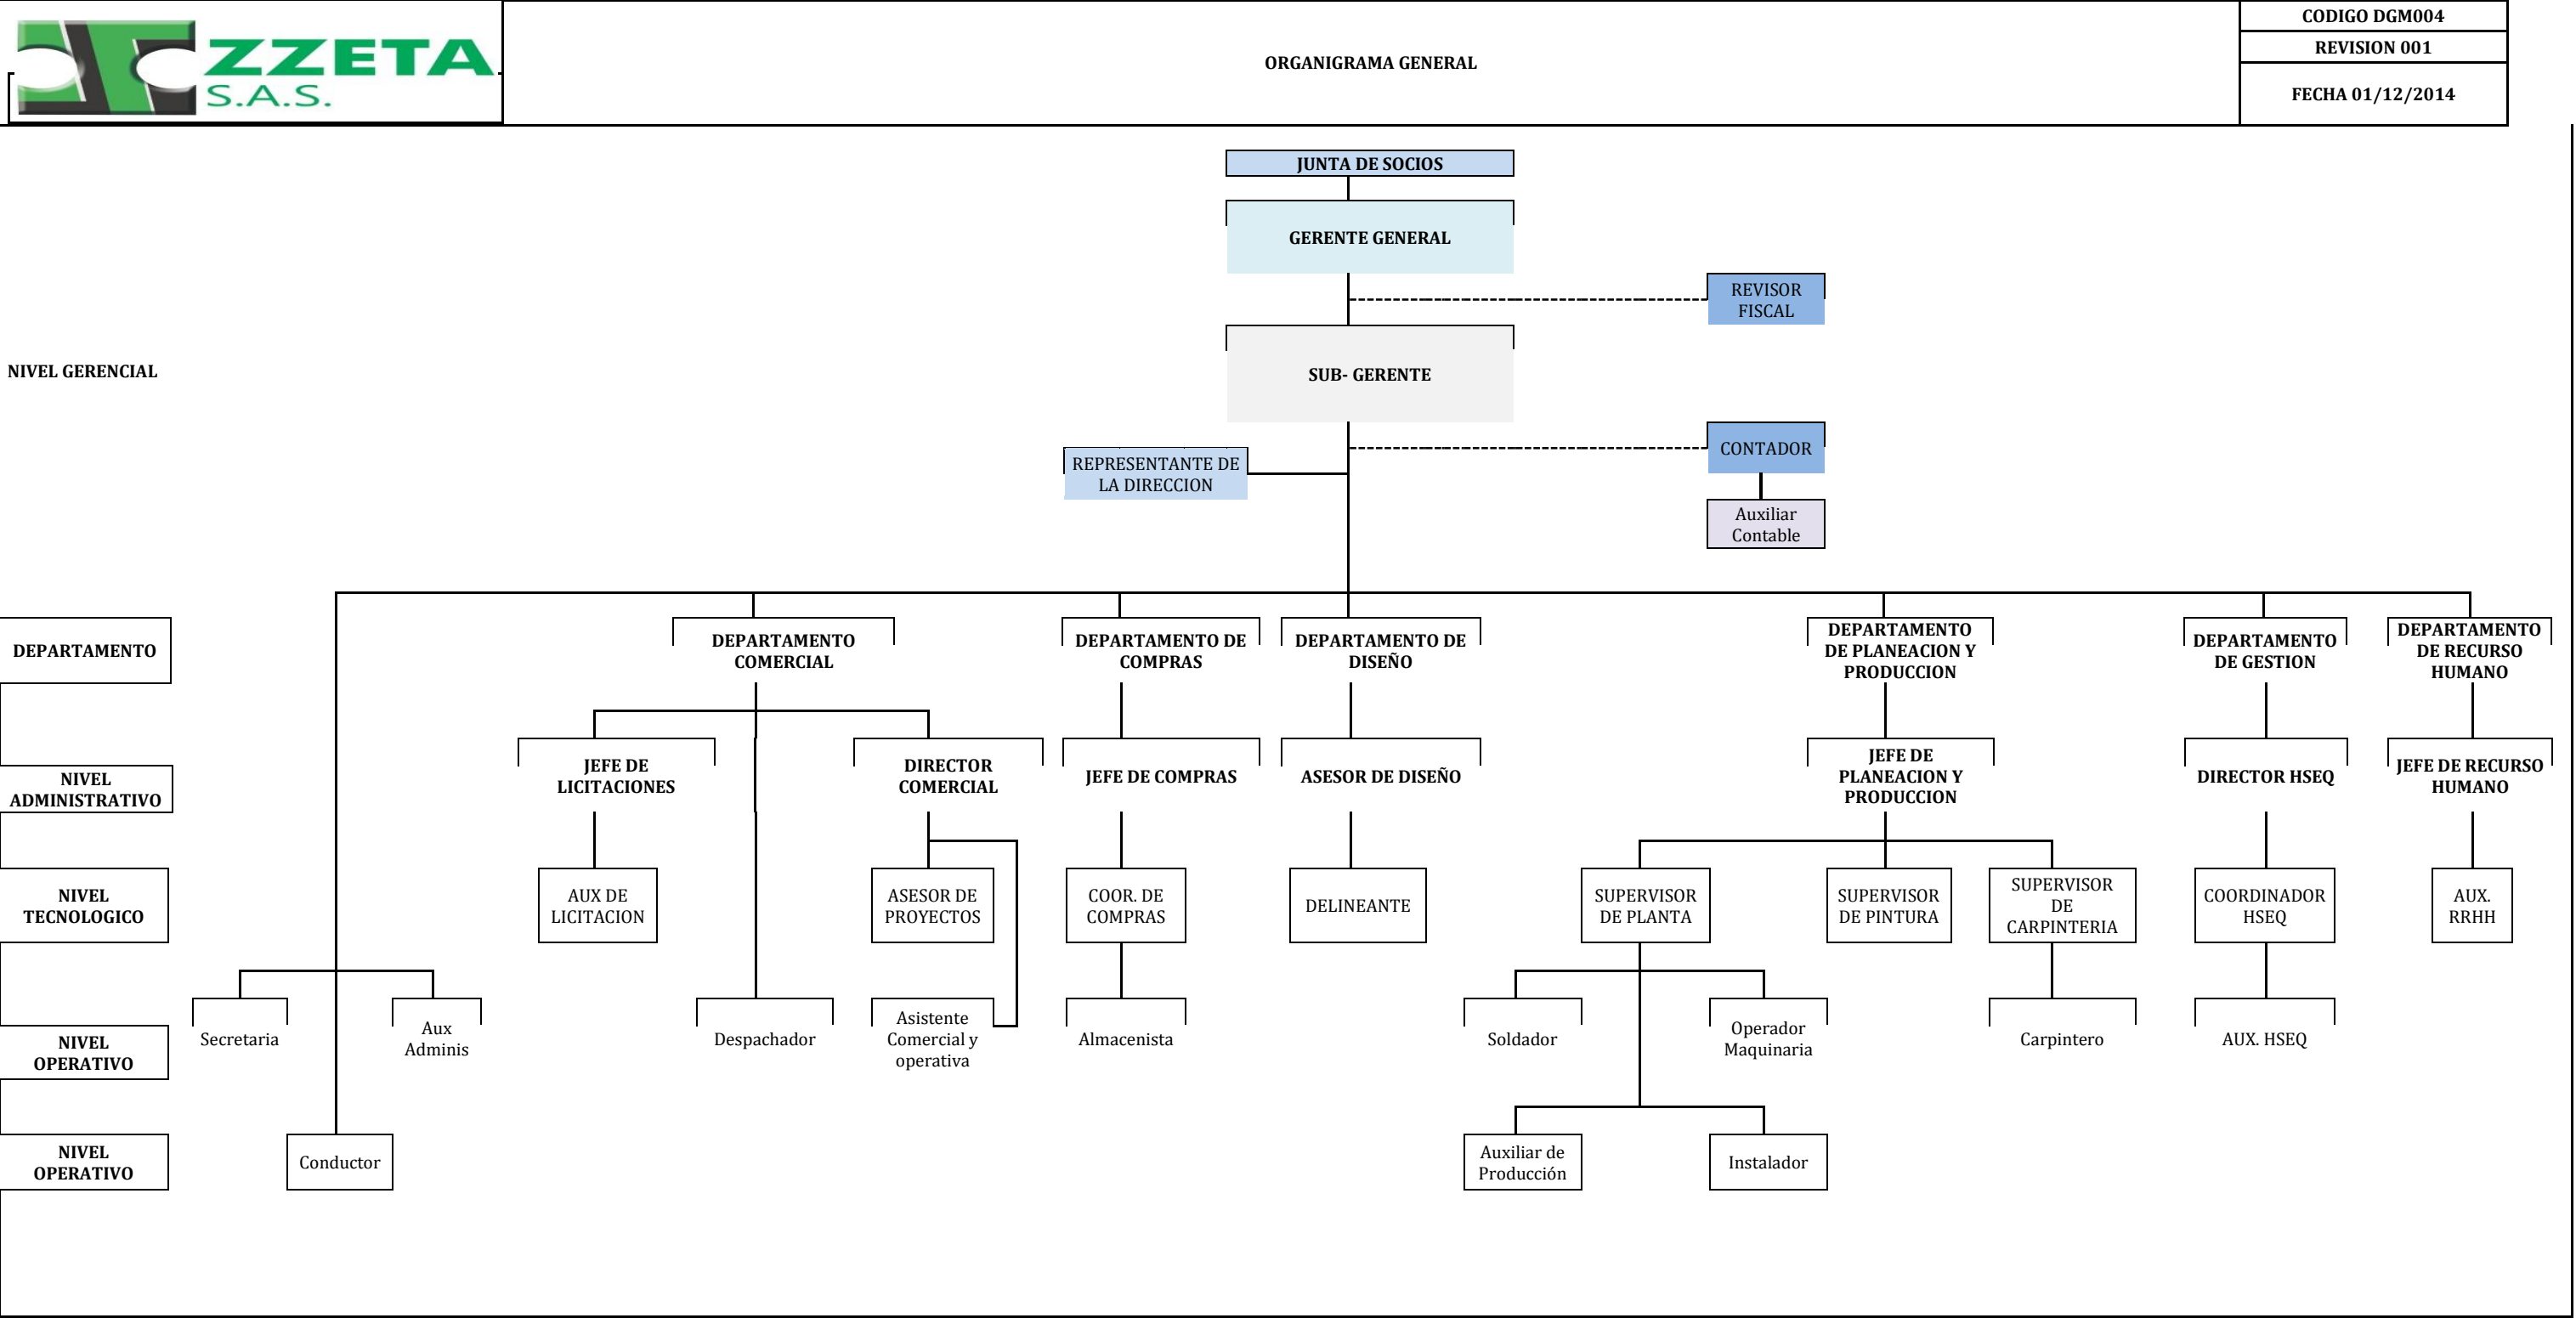 ZZETA
S.A.S.
ORGANIGRAMA GENERAL
CODIGO DGM004
REVISION 001
FECHA 01/12/2014
JUNTA DE SOCIOS
GERENTE GENERAL
REVISOR
FISCAL
NIVEL GERENCIAL
SUB- GERENTE
REPRESENTANTE DE
LA DIRECCION
CONTADOR
Auxiliar
Contable
DEPARTAMENTO
DEPARTAMENTO
COMERCIAL
DEPARTAMENTO DE
COMPRAS
DEPARTAMENTO DE
DISEÑO
DEPARTAMENTO
DE PLANEACION Y
PRODUCCION
DEPARTAMENTO
DE GESTION
DEPARTAMENTO
DE RECURSO
HUMANO
NIVEL
ADMINISTRATIVO
JEFE DE
LICITACIONES
DIRECTOR
COMERCIAL
JEFE DE COMPRAS
ASESOR DE DISEÑO
JEFE DE
PLANEACION Y
PRODUCCION
DIRECTOR HSEQ
JEFE DE RECURSO
HUMANO
NIVEL
TECNOLOGICO
AUX DE
LICITACION
ASESOR DE
PROYECTOS
COOR. DE
COMPRAS
DELINEANTE
SUPERVISOR
DE PLANTA
SUPERVISOR
DE PINTURA
SUPERVISOR
DE
CARPINTERIA
COORDINADOR
HSEQ
AUX.
RRHH
NIVEL
OPERATIVO
Secretaria
Aux
Adminis
Despachador
Asistente
Comercial y
operativa
Almacenista
Soldador
Operador
Maquinaria
Carpintero
AUX. HSEQ
NIVEL
OPERATIVO
Conductor
Auxiliar de
Producción
Instalador